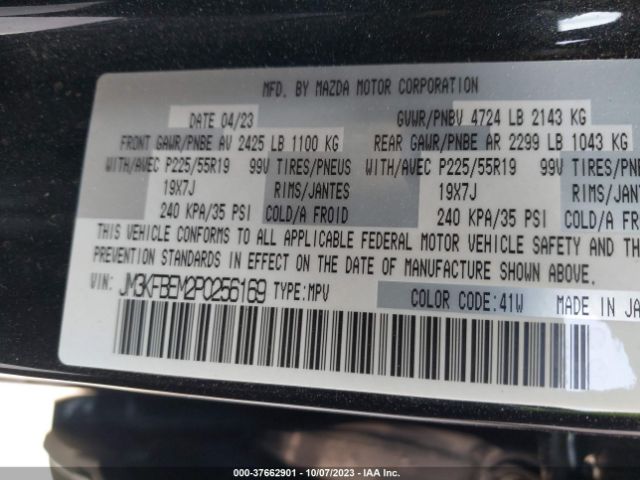 MFD. BY MAZDA MOTOR CORPORATION
DATE 04/23 GVWR/PNBV 4724 LB 2143 KG
FRONT GAWR/PNBE AV 2425 LB 1100 KG REAR GAWR/PNBE AR 2299 LB 1043 KG
WITH/AVEC P225/55R19 99V TIRES/PNEUS WITH/AVEC P225/55R19 99V TIRES/PNE
19X7J RIMS/JANTES 19X7J RIMS/JANTES
240 KPA/35 PSI COLD/A FROID 240 KPA/35 PSI COLD/A FROI
THIS VEHICLE CONFORMS TO ALL APPLICABLE FEDERAL MOTOR VEHICLE SAFETY AND TH
PREVENTION STANDARDS IN EFFECT ON THE DATE OF MANUFACTURE SHOWN ABOVE.
VIN: JM3KFBEM2P0256169 TYPE:MPV COLOR CODE:41W MADE IN JA
000-37662901 - 10/07/2023 - IAA Inc.